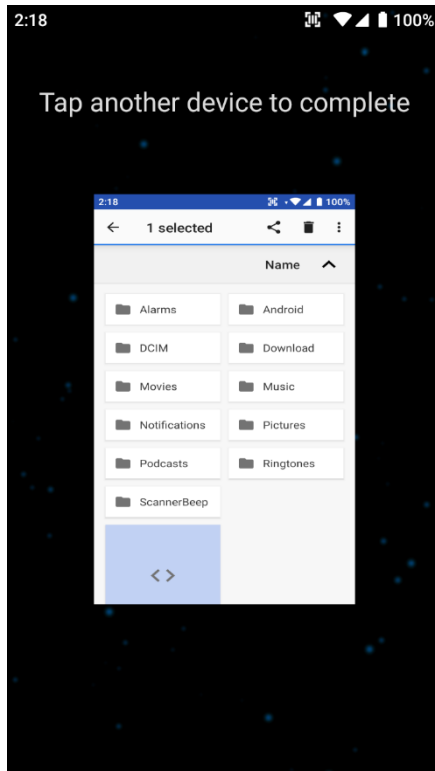 2:18 100%
Tap another device to complete
2:18 100%
1 selected
Name
Alarms Android
DCIM Download
Movies Music
Notifications Pictures
Podcasts Ringtones
ScannerBeep